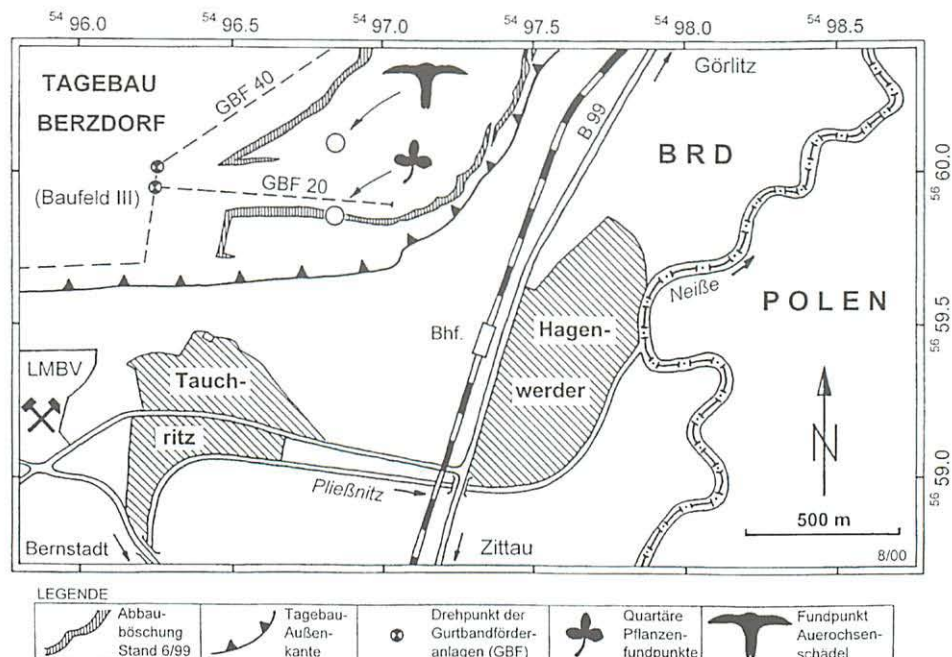 54 96.0 54 96.5 54 97.0 54 97.5 54 98.0 54 98.5
TAGEBAU
BERZDORF
GBF 40
(Baufeld III)
GBF 20
Görlitz
B 99
BRD
56 60.0
Neiße
POLEN
56 59.5
Bhf.
Hagen-
werder
LMBV
Tauch-
ritz
N
56 59.0
Pließnitz
500 m
Bernstadt
Zittau
8/00
LEGENDE
Abbau-
böschung
Stand 6/99
Tagebau-
Außen-
kante
Drehpunkt der
Gurtbandförder-
anlagen (GBF)
Quartäre
Pflanzen-
fundpunkte
Fundpunkt
Auerochsen-
schädel